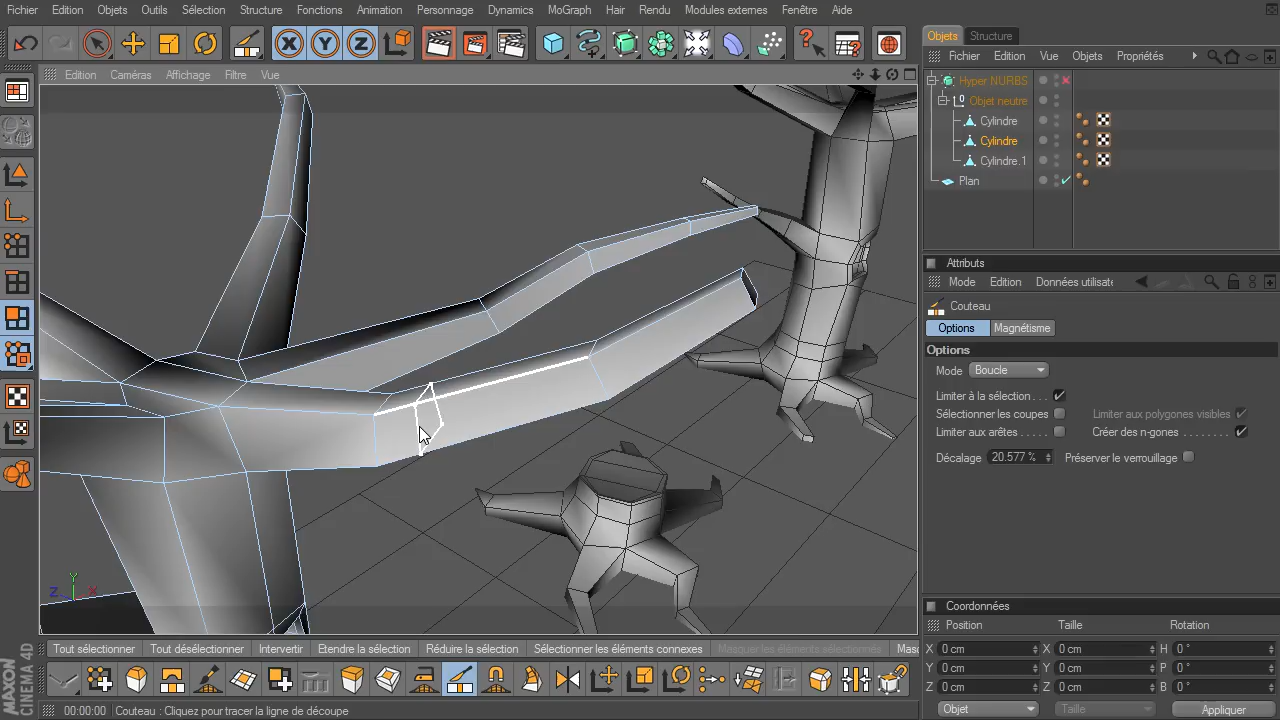 Fichier Edition Objets Outils Sélection Structure Fonctions Animation Personnage Dynamics MoGraph Hair Rendu Modules externes Fenêtre Aide
X Y Z
Objets Structure
Fichier Edition Vue Objets Propriétés
Edition Caméras Affichage Filtre Vue
Hyper NURBS
Objet neutre
Cylindre
Cylindre
Cylindre.1
Plan
Attributs
Mode Edition Données utilisate
Couteau
Options Magnétisme
Options
Mode Boucle
Limiter à la sélection . . .
Sélectionner les coupes Limiter aux polygones visibles
Limiter aux arêtes . . . . . Créer des n-gones . . . . . . . .
Décalage 20.577 % Préserver le verrouillage
Y
Z X
Coordonnées
Position Taille Rotation
X 0 cm X 0 cm H 0 °
Y 0 cm Y 0 cm P 0 °
Z 0 cm Z 0 cm B 0 °
Objet Taille Appliquer
Tout sélectionner Tout désélectionner Intervertir Etendre la sélection Réduire la sélection Sélectionner les éléments connexes Masquer les éléments sélectionnés Masq
00:00:00 Couteau : Cliquez pour tracer la ligne de découpe
MAXON
CINEMA 4D